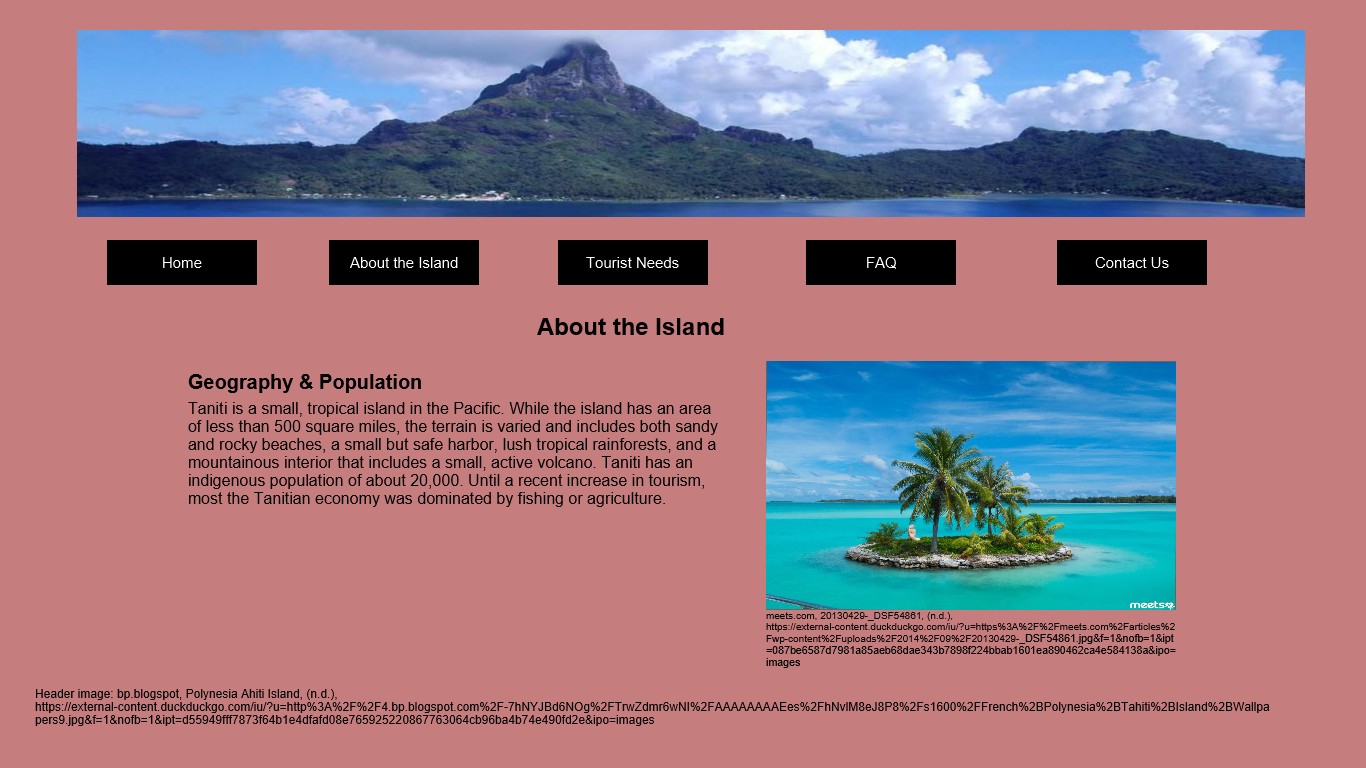 Home
About the Island
Tourist Needs
FAQ
Contact Us
About the Island
Geography & Population
Taniti is a small, tropical island in the Pacific. While the island has an area
of less than 500 square miles, the terrain is varied and includes both sandy
and rocky beaches, a small but safe harbor, lush tropical rainforests, and a
mountainous interior that includes a small, active volcano. Taniti has an
indigenous population of about 20,000. Until a recent increase in tourism,
most the Tanitian economy was dominated by fishing or agriculture.
meets
meets.com, 20130429-_DSF54861, (n.d.),
https://external-content.duckduckgo.com/iu/?u=https%3A%2F%2Fmeets.com%2Farticles%2
Fwp-content%2Fuploads%2F2014%2F09%2F20130429-_DSF54861.jpg&f=1&nofb=1&ipt
=087be6587d7981a85aeb68dae343b7898f224bbab1601ea890462ca4e584138a&ipo=
images
Header image: bp.blogspot, Polynesia Ahiti Island, (n.d.),
https://external-content.duckduckgo.com/iu/?u=http%3A%2F%2F4.bp.blogspot.com%2F-7hNYJBd6NOg%2FTrwZdmr6wNI%2FAAAAAAAAEes%2FhNvlM8eJ8P8%2Fs1600%2FFrench%2BPolynesia%2BTahiti%2BIsland%2BWallpa
pers9.jpg&f=1&nofb=1&ipt=d55949fff7873f64b1e4dfafd08e765925220867763064cb96ba4b74e490fd2e&ipo=images